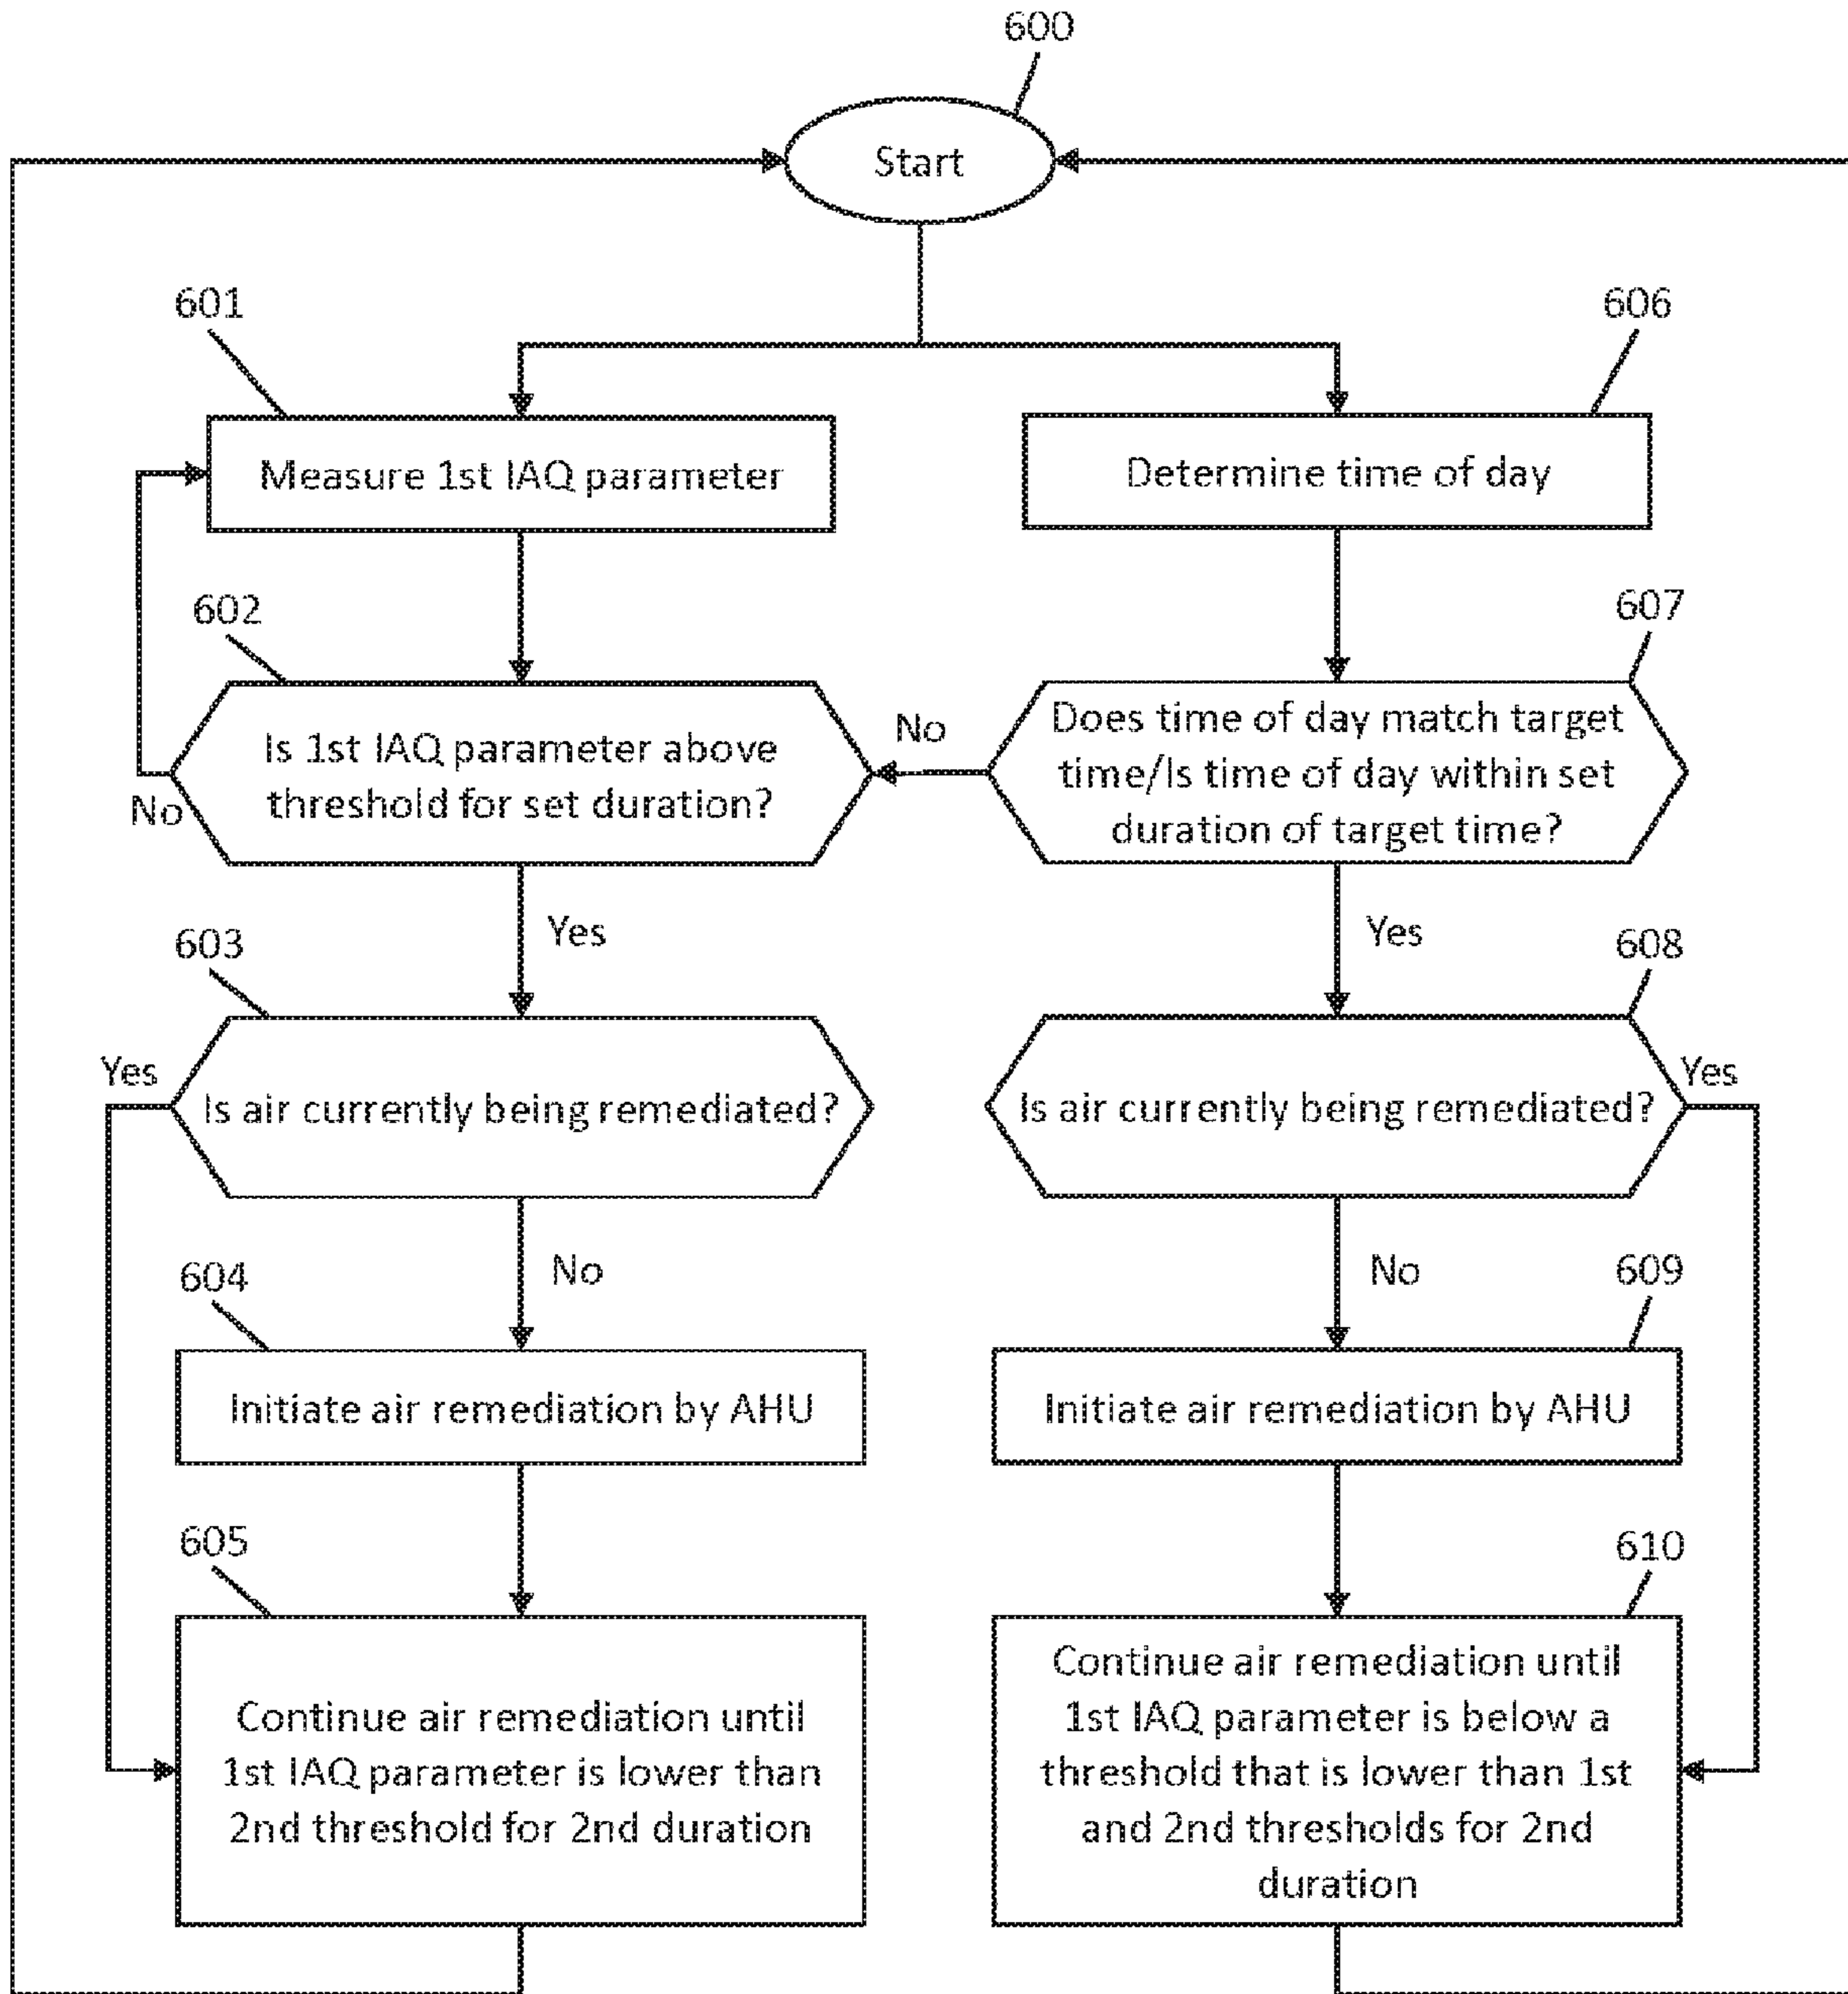 600
Start
601
606
Measure 1st IAQ parameter
Determine time of day
602
607
Is 1st IAQ parameter above
threshold for set duration?
No
No
Does time of day match target
time/Is time of day within set
duration of target time?
Yes
Yes
603
608
Yes
Is air currently being remediated?
Is air currently being remediated?
Yes
No
No
604
609
Initiate air remediation by AHU
Initiate air remediation by AHU
605
610
Continue air remediation until
1st IAQ parameter is lower than
2nd threshold for 2nd duration
Continue air remediation until
1st IAQ parameter is below a
threshold that is lower than 1st
and 2nd thresholds for 2nd
duration